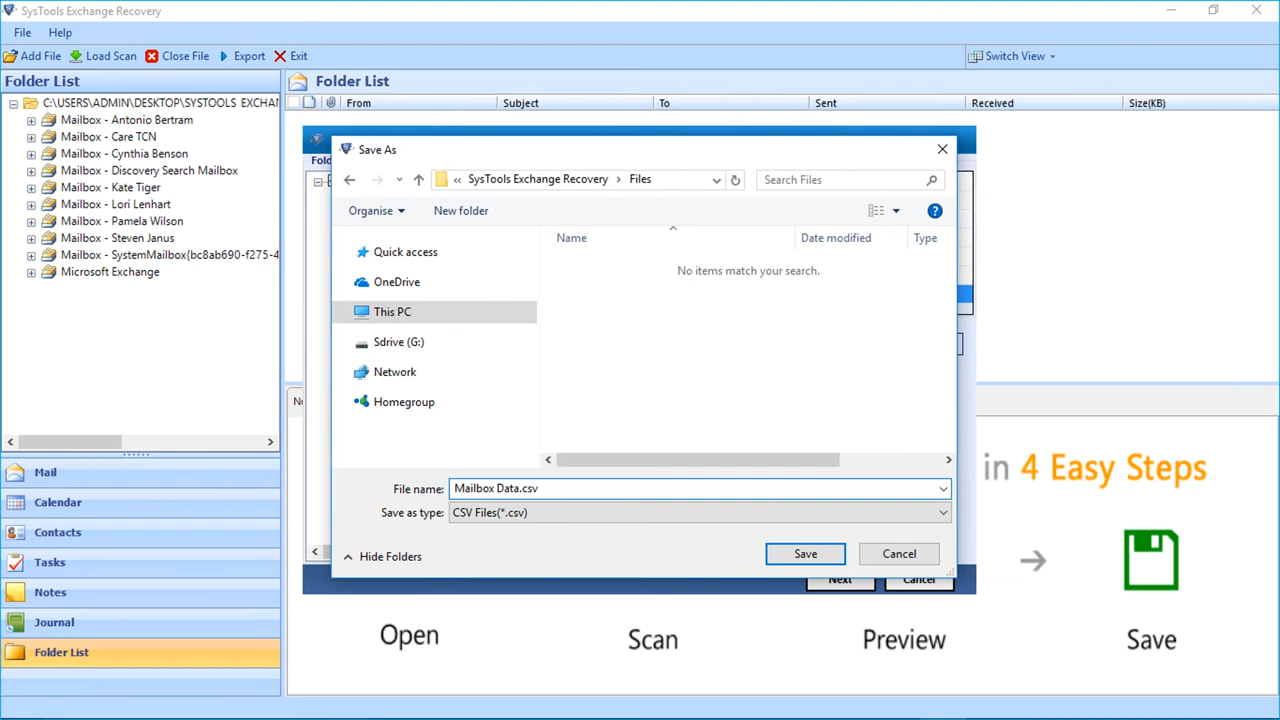 SysTools Exchange Recovery
File Help
Add File Load Scan Close File Export Exit Switch View
Folder List
C:\USERS\ADMIN\DESKTOP\SYSTOOLS EXCHAN
Mailbox - Antonio Bertram
Mailbox - Care TCN
Mailbox - Cynthia Benson
Mailbox - Discovery Search Mailbox
Mailbox - Kate Tiger
Mailbox - Lori Lenhart
Mailbox - Pamela Wilson
Mailbox - Steven Janus
Mailbox - SystemMailbox{bc8ab690-f275-4
Microsoft Exchange
Mail
Calendar
Contacts
Tasks
Notes
Journal
Folder List
Folder List
From Subject To Sent Received Size(KB)
Save As
« SysTools Exchange Recovery › Files
Search Files
Organise New folder
Quick access
OneDrive
This PC
Sdrive (G:)
Network
Homegroup
Name Date modified Type
No items match your search.
File name: Mailbox Data.csv
Save as type: CSV Files(*.csv)
Hide Folders
Save Cancel
Next Cancel
in 4 Easy Steps
Open Scan Preview Save